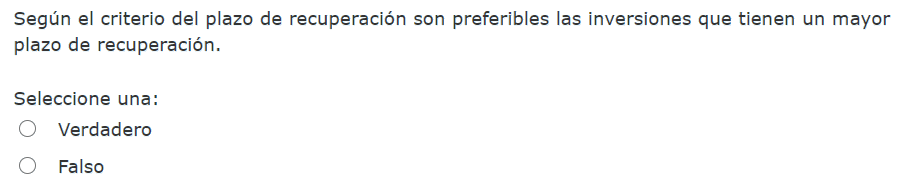 Según el criterio del plazo de recuperación son preferibles las inversiones que tienen un mayor
plazo de recuperación.
Seleccione una:
Verdadero
Falso